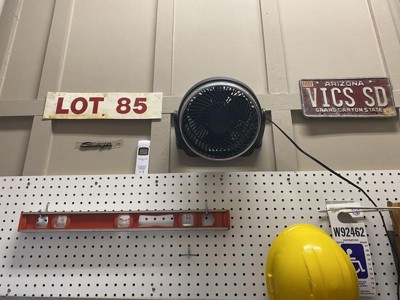 LOT 85
ARIZONA
VICS SD
GRAND CANYON STATE
W92462